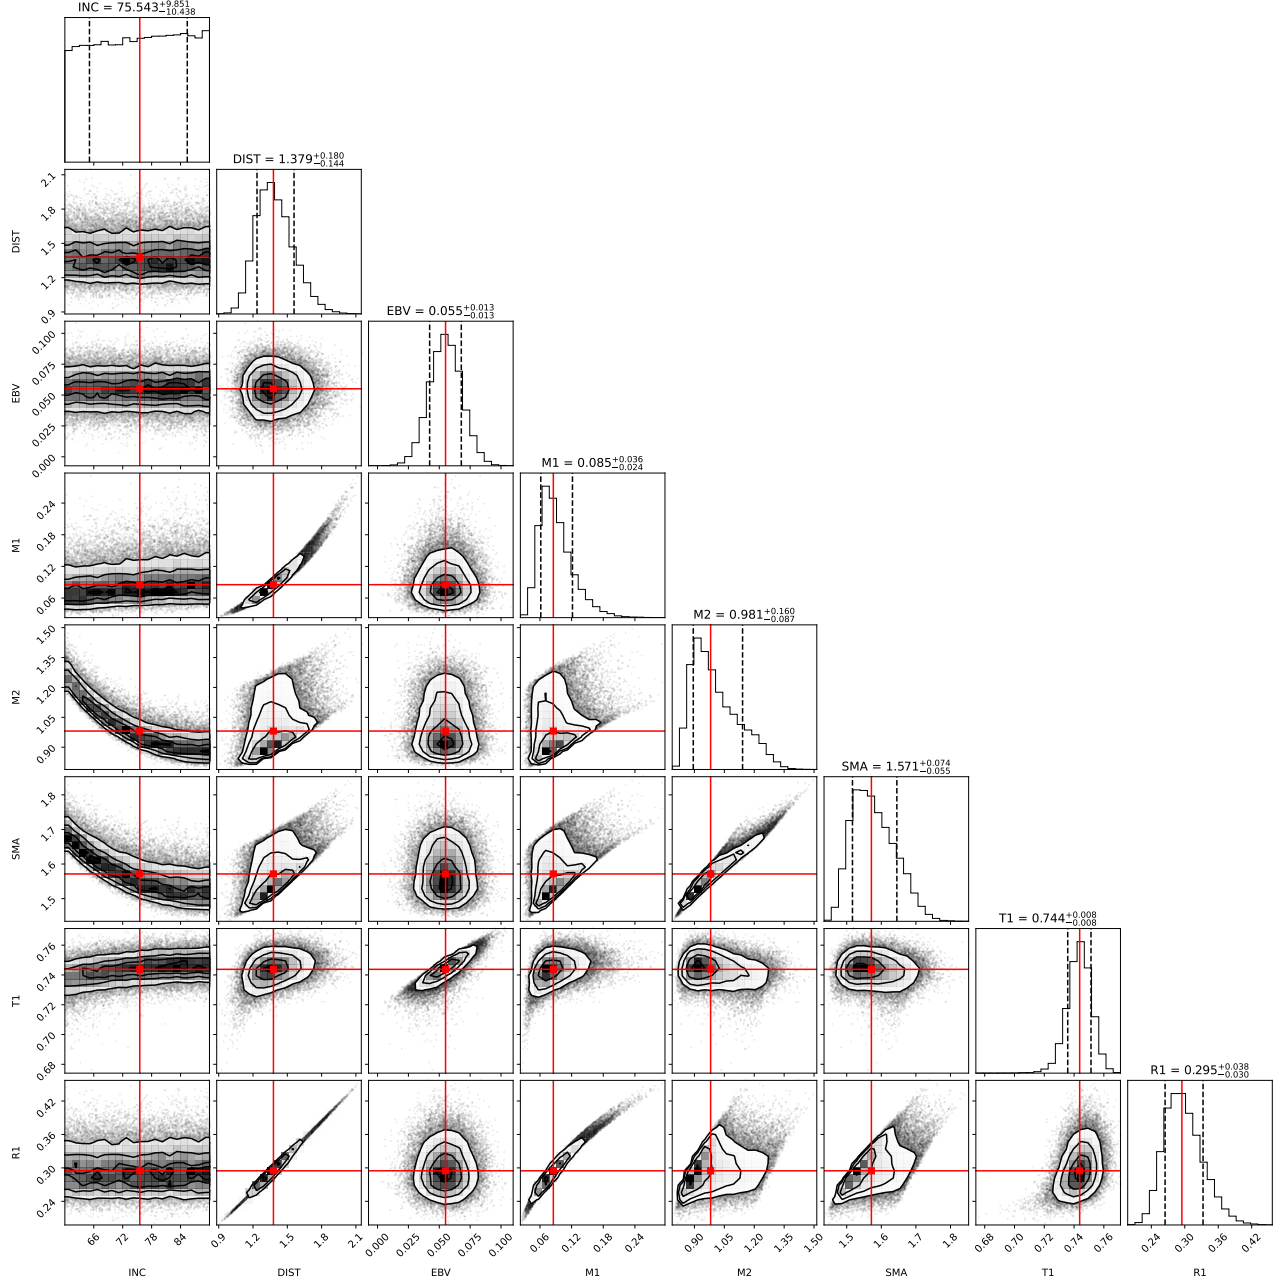 INC = 75.543+9.851 −10.438
DIST = 1.379+0.180 −0.144
2.1
1.8
1.5
1.2
0.9
DIST
EBV = 0.055+0.013 −0.013
0.100
0.075
0.050
0.025
0.000
EBV
M1 = 0.085+0.036 −0.024
0.24
0.18
0.12
0.06
M1
M2 = 0.981+0.160 −0.087
1.50
1.35
1.20
1.05
0.90
M2
SMA = 1.571+0.074 −0.055
1.8
1.7
1.6
1.5
SMA
T1 = 0.744+0.008 −0.008
0.76
0.74
0.72
0.70
0.68
T1
R1 = 0.295+0.038 −0.030
0.42
0.36
0.30
0.24
R1
66 72 78 84 0.9 1.2 1.5 1.8 2.1 0.000 0.025 0.050 0.075 0.100 0.06 0.12 0.18 0.24 0.90 1.05 1.20 1.35 1.50 1.5 1.6 1.7 1.8 0.68 0.70 0.72 0.74 0.76 0.24 0.30 0.36 0.42
INC DIST EBV M1 M2 SMA T1 R1